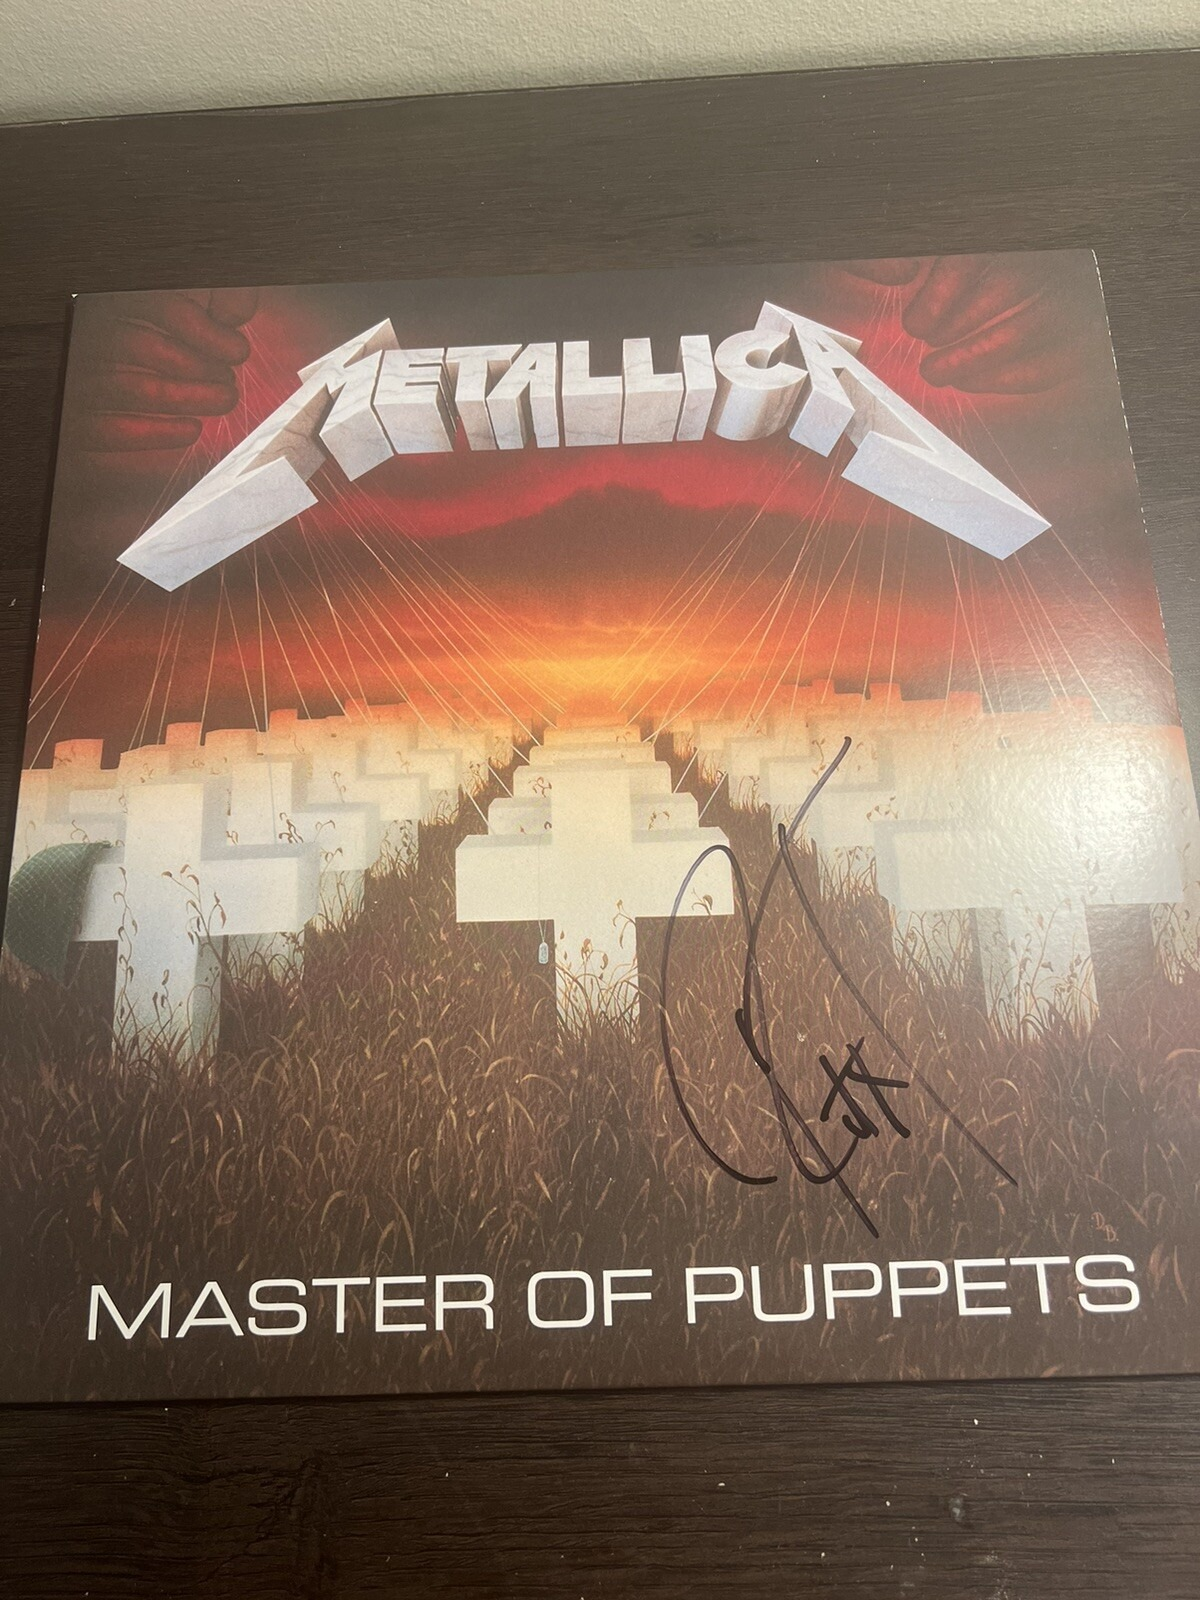 METALLICA
D.B.
MASTER OF PUPPETS